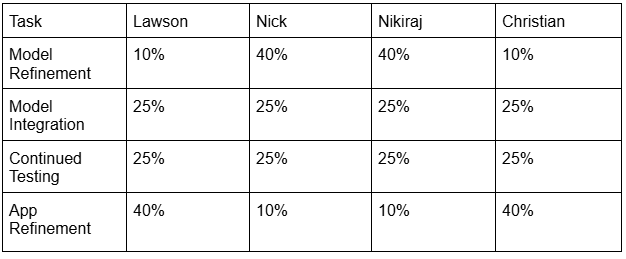 Task Lawson Nick Nikiraj Christian
Model Refinement 10% 40% 40% 10%
Model Integration 25% 25% 25% 25%
Continued Testing 25% 25% 25% 25%
App Refinement 40% 10% 10% 40%